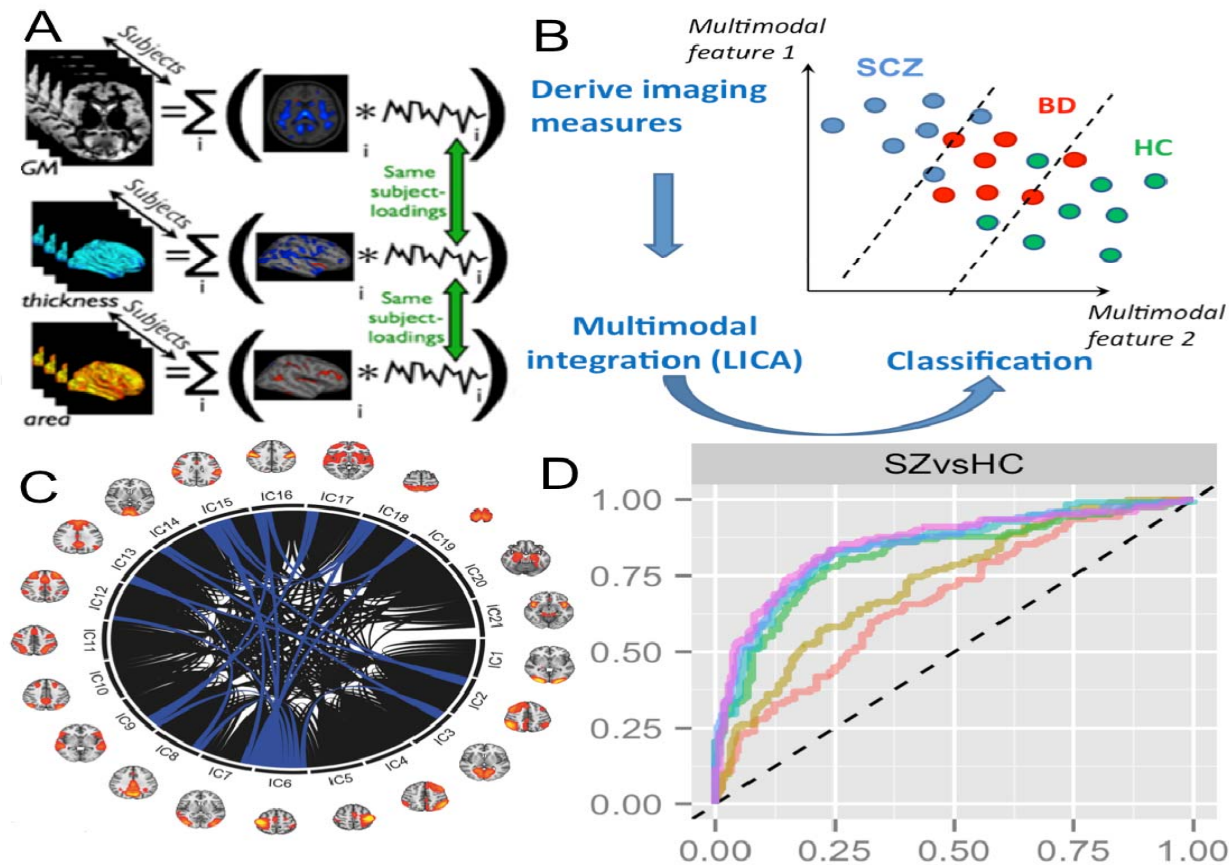 A
Subjects
GM
= Σ i ( * i ) i
Same
subject-
loadings
Subjects
thickness
= Σ i ( * i ) i
Same
subject-
loadings
Subjects
area
= Σ i ( * i ) i
B
Multimodal
feature 1
Derive imaging
measures
SCZ
BD
HC
Multimodal
feature 2
Multimodal
integration (LICA)
Classification
C
IC16
IC17
IC18
IC19
IC20
IC21
IC1
IC2
IC3
IC4
IC5
IC6
IC7
IC8
IC9
IC10
IC11
IC12
IC13
IC14
IC15
D
SZvsHC
1.00
0.75
0.50
0.25
0.00
0.00 0.25 0.50 0.75 1.00